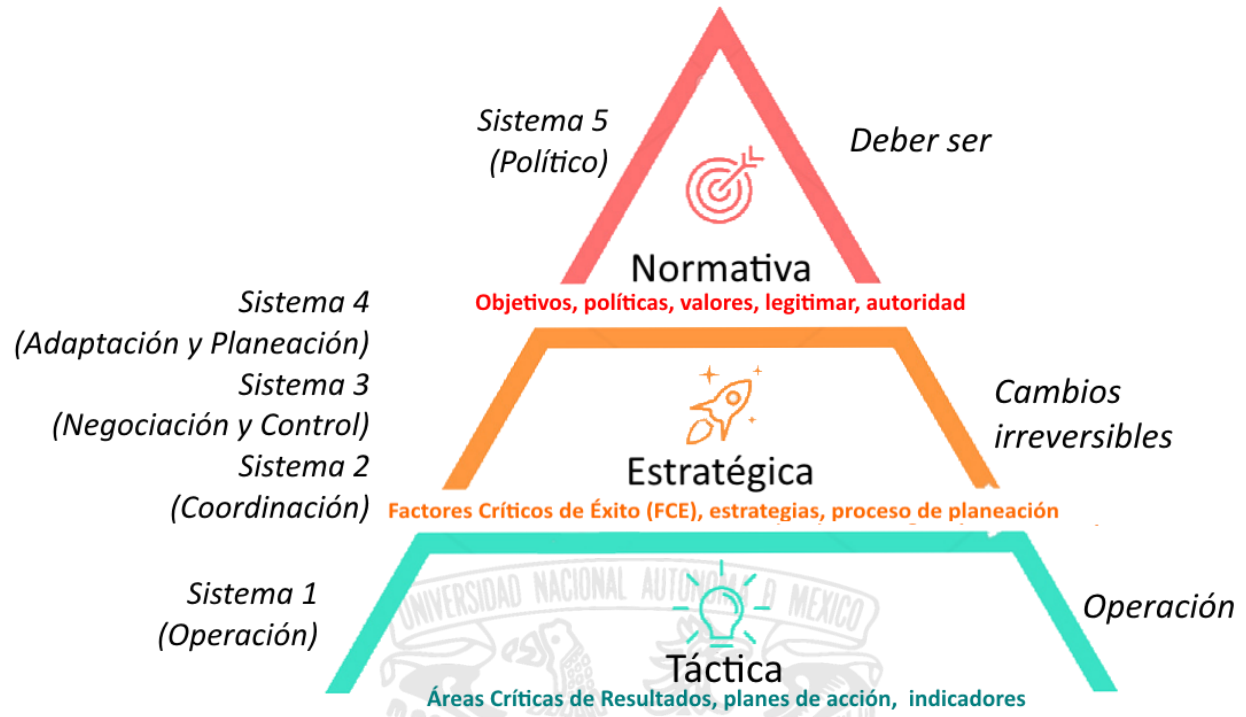 Sistema 5
(Político)
Deber ser
Normativa
Objetivos, políticas, valores, legitimar, autoridad
Sistema 4
(Adaptación y Planeación)
Sistema 3
(Negociación y Control)
Sistema 2
(Coordinación)
Cambios
irreversibles
Estratégica
Factores Críticos de Éxito (FCE), estrategias, proceso de planeación
Sistema 1
(Operación)
UNIVERSIDAD NACIONAL AUTONOMA D MEXICO
Operación
Táctica
Áreas Críticas de Resultados, planes de acción, indicadores